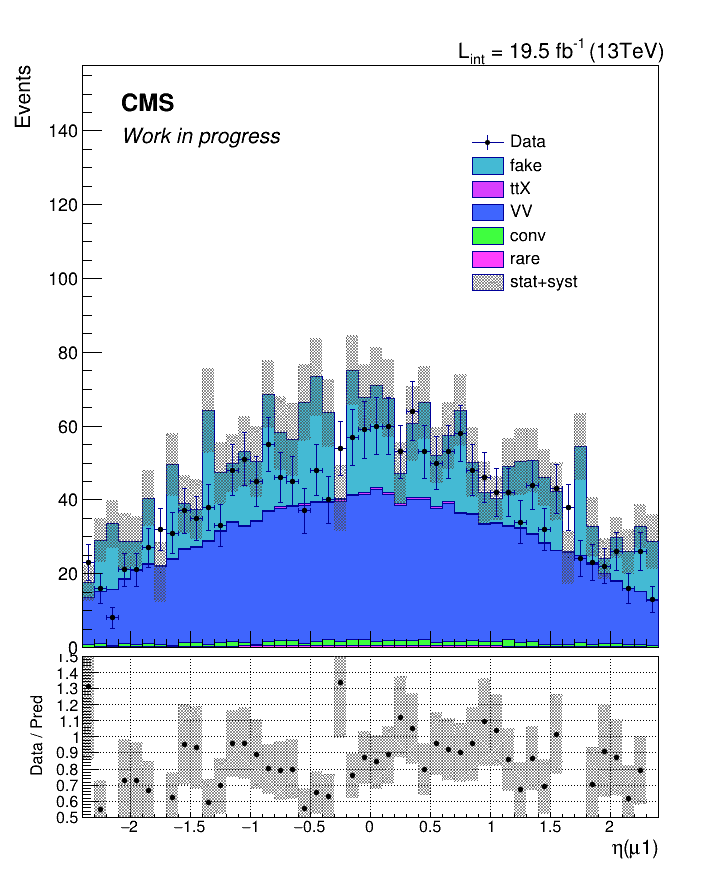 L_int = 19.5 fb^-1 (13TeV)
Events
CMS
Work in progress
140
120
100
80
60
40
20
0
Data
fake
ttX
VV
conv
rare
stat+syst
Data / Pred
1.5
1.4
1.3
1.2
1.1
1
0.9
0.8
0.7
0.6
0.5
−2 −1.5 −1 −0.5 0 0.5 1 1.5 2
η(μ1)